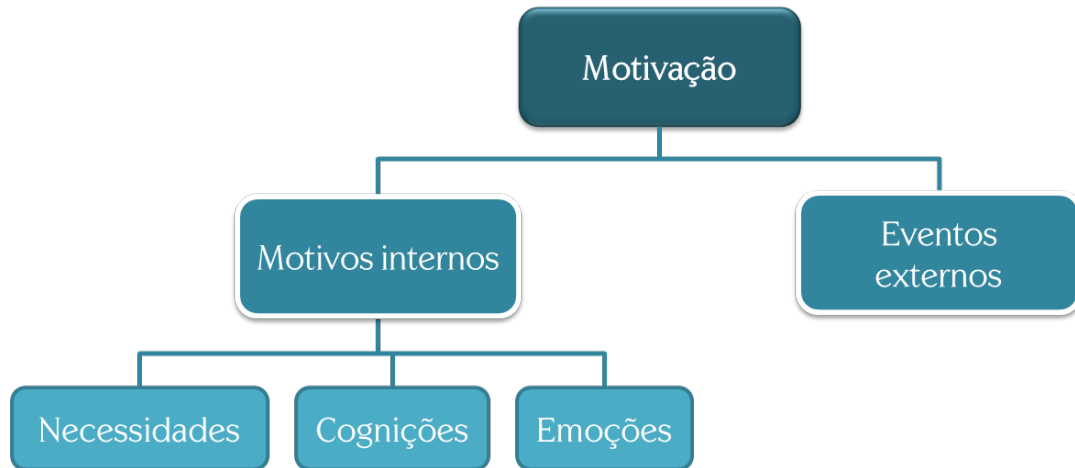 Motivação
Motivos internos
Eventos
externos
Necessidades
Cognições
Emoções